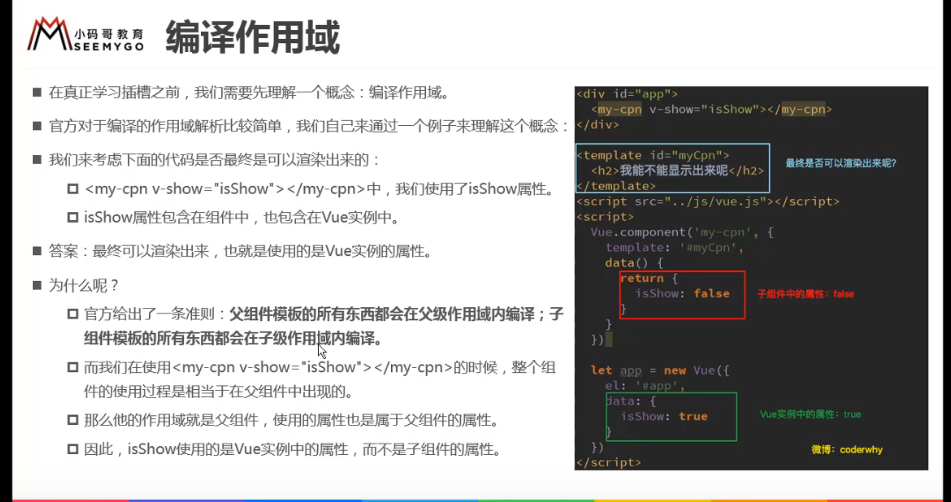 小码哥教育
SEEMYGO
编译作用域
在真正学习插槽之前，我们需要先理解一个概念：编译作用域。
官方对于编译的作用域解析比较简单，我们自己来通过一个例子来理解这个概念：
我们来考虑下面的代码是否最终是可以渲染出来的：
<my-cpn v-show="isShow"></my-cpn>中，我们使用了isShow属性。
isShow属性包含在组件中，也包含在Vue实例中。
答案：最终可以渲染出来，也就是使用的是Vue实例的属性。
为什么呢？
官方给出了一条准则：父组件模板的所有东西都会在父级作用域内编译；子
组件模板的所有东西都会在子级作用域内编译。
而我们在使用<my-cpn v-show="isShow"></my-cpn>的时候，整个组
件的使用过程是相当于在父组件中出现的。
那么他的作用域就是父组件，使用的属性也是属于父组件的属性。
因此，isShow使用的是Vue实例中的属性，而不是子组件的属性。
<div id="app">
<my-cpn v-show="isShow"></my-cpn>
</div>
<template id="myCpn">
<h2>我能不能显示出来呢</h2>
</template>
最终是否可以渲染出来呢?
<script src="../js/vue.js"></script>
<script>
Vue.component('my-cpn', {
template: '#myCpn',
data() {
return {
isShow: false
子组件中的属性：false
}
}
})
let app = new Vue({
el: '#app',
data: {
isShow: true
Vue实例中的属性：true
}
})
微博：coderwhy
</script>